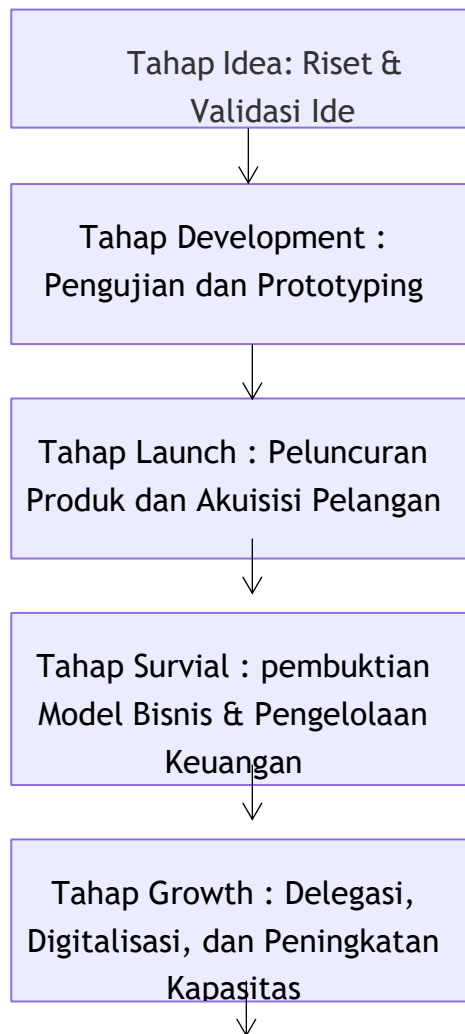 Tahap Idea: Riset &
Validasi Ide
Tahap Development :
Pengujian dan Prototyping
Tahap Launch : Peluncuran
Produk dan Akuisisi Pelangan
Tahap Survial : pembuktian
Model Bisnis & Pengelolaan
Keuangan
Tahap Growth : Delegasi,
Digitalisasi, dan Peningkatan
Kapasitas